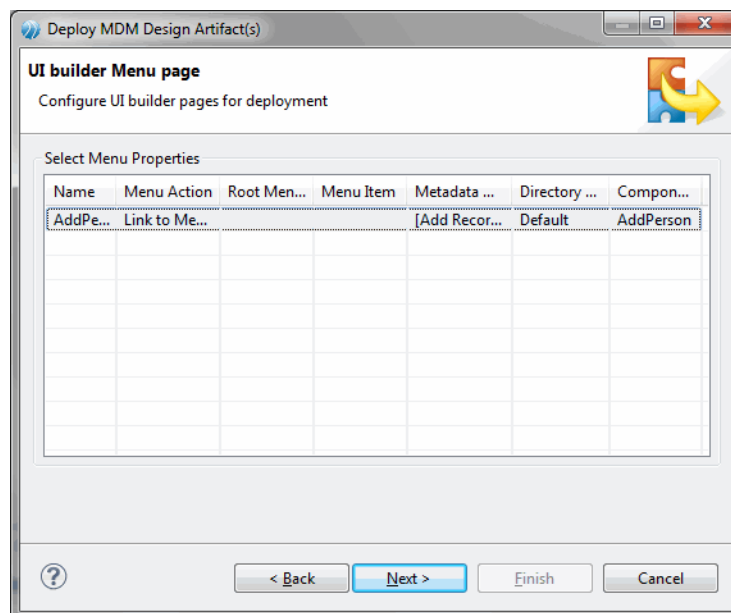 Deploy MDM Design Artifact(s)
UI builder Menu page
Configure UI builder pages for deployment
Select Menu Properties
Name Menu Action Root Men... Menu Item Metadata ... Directory ... Compon...
AddPe... Link to Me... [Add Recor... Default AddPerson
? < Back Next > Finish Cancel